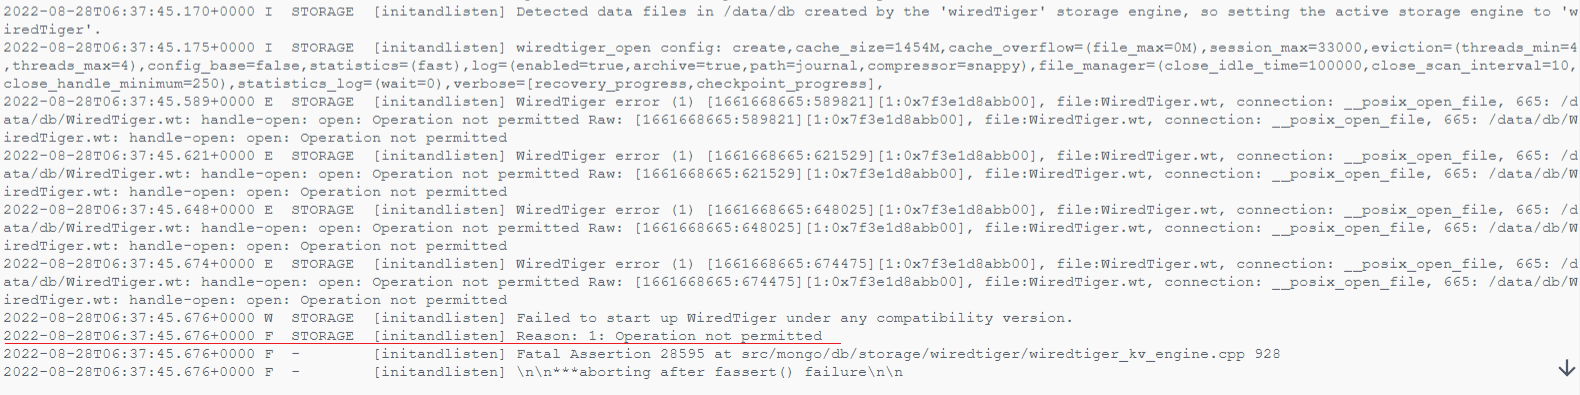 2022-08-28T06:37:45.170+0000 I  STORAGE  [initandlisten] Detected data files in /data/db created by the 'wiredTiger' storage engine, so setting the active storage engine to 'w
iredTiger'.
2022-08-28T06:37:45.175+0000 I  STORAGE  [initandlisten] wiredtiger_open config: create,cache_size=1454M,cache_overflow=(file_max=0M),session_max=33000,eviction=(threads_min=4
,threads_max=4),config_base=false,statistics=(fast),log=(enabled=true,archive=true,path=journal,compressor=snappy),file_manager=(close_idle_time=100000,close_scan_interval=10,
close_handle_minimum=250),statistics_log=(wait=0),verbose=[recovery_progress,checkpoint_progress],
2022-08-28T06:37:45.589+0000 E  STORAGE  [initandlisten] WiredTiger error (1) [1661668665:589821][1:0x7f3e1d8abb00], file:WiredTiger.wt, connection: __posix_open_file, 665: /d
ata/db/WiredTiger.wt: handle-open: open: Operation not permitted Raw: [1661668665:589821][1:0x7f3e1d8abb00], file:WiredTiger.wt, connection: __posix_open_file, 665: /data/db/W
iredTiger.wt: handle-open: open: Operation not permitted
2022-08-28T06:37:45.621+0000 E  STORAGE  [initandlisten] WiredTiger error (1) [1661668665:621529][1:0x7f3e1d8abb00], file:WiredTiger.wt, connection: __posix_open_file, 665: /d
ata/db/WiredTiger.wt: handle-open: open: Operation not permitted Raw: [1661668665:621529][1:0x7f3e1d8abb00], file:WiredTiger.wt, connection: __posix_open_file, 665: /data/db/W
iredTiger.wt: handle-open: open: Operation not permitted
2022-08-28T06:37:45.648+0000 E  STORAGE  [initandlisten] WiredTiger error (1) [1661668665:648025][1:0x7f3e1d8abb00], file:WiredTiger.wt, connection: __posix_open_file, 665: /d
ata/db/WiredTiger.wt: handle-open: open: Operation not permitted Raw: [1661668665:648025][1:0x7f3e1d8abb00], file:WiredTiger.wt, connection: __posix_open_file, 665: /data/db/W
iredTiger.wt: handle-open: open: Operation not permitted
2022-08-28T06:37:45.674+0000 E  STORAGE  [initandlisten] WiredTiger error (1) [1661668665:674475][1:0x7f3e1d8abb00], file:WiredTiger.wt, connection: __posix_open_file, 665: /d
ata/db/WiredTiger.wt: handle-open: open: Operation not permitted Raw: [1661668665:674475][1:0x7f3e1d8abb00], file:WiredTiger.wt, connection: __posix_open_file, 665: /data/db/W
iredTiger.wt: handle-open: open: Operation not permitted
2022-08-28T06:37:45.676+0000 W  STORAGE  [initandlisten] Failed to start up WiredTiger under any compatibility version.
2022-08-28T06:37:45.676+0000 F  STORAGE  [initandlisten] Reason: 1: Operation not permitted
2022-08-28T06:37:45.676+0000 F  -        [initandlisten] Fatal Assertion 28595 at src/mongo/db/storage/wiredtiger/wiredtiger_kv_engine.cpp 928
2022-08-28T06:37:45.676+0000 F  -        [initandlisten] \n\n***aborting after fassert() failure\n\n